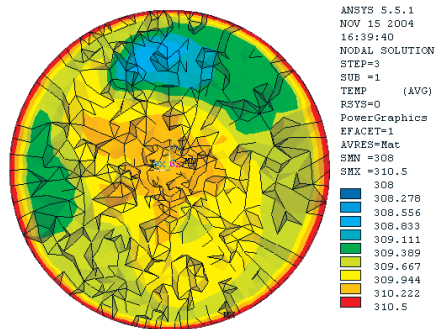 ANSYS 5.5.1
NOV 15 2004
16:39:40
NODAL SOLUTION
STEP=3
SUB =1
TEMP (AVG)
RSYS=0
PowerGraphics
EFACET=1
AVRES=Mat
SMN =308
SMX =310.5
308
308.278
308.556
308.833
309.111
309.389
309.667
309.944
310.222
310.5
MX